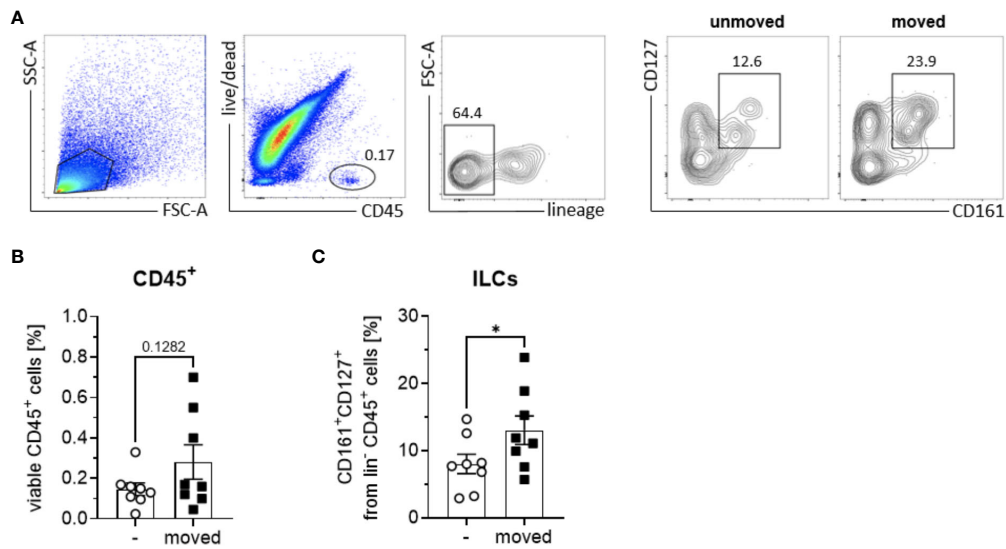 A
unmoved
moved
SSC-A
live/dead
FSC-A
CD127
0.17
64.4
12.6
23.9
FSC-A
CD45
lineage
CD161
B
C
CD45+
ILCs
viable CD45+ cells [%]
1.0
0.8
0.6
0.4
0.2
0.0
0.1282
-
moved
CD161+CD127+
from lin- CD45+ cells [%]
30
20
10
0
*
-
moved